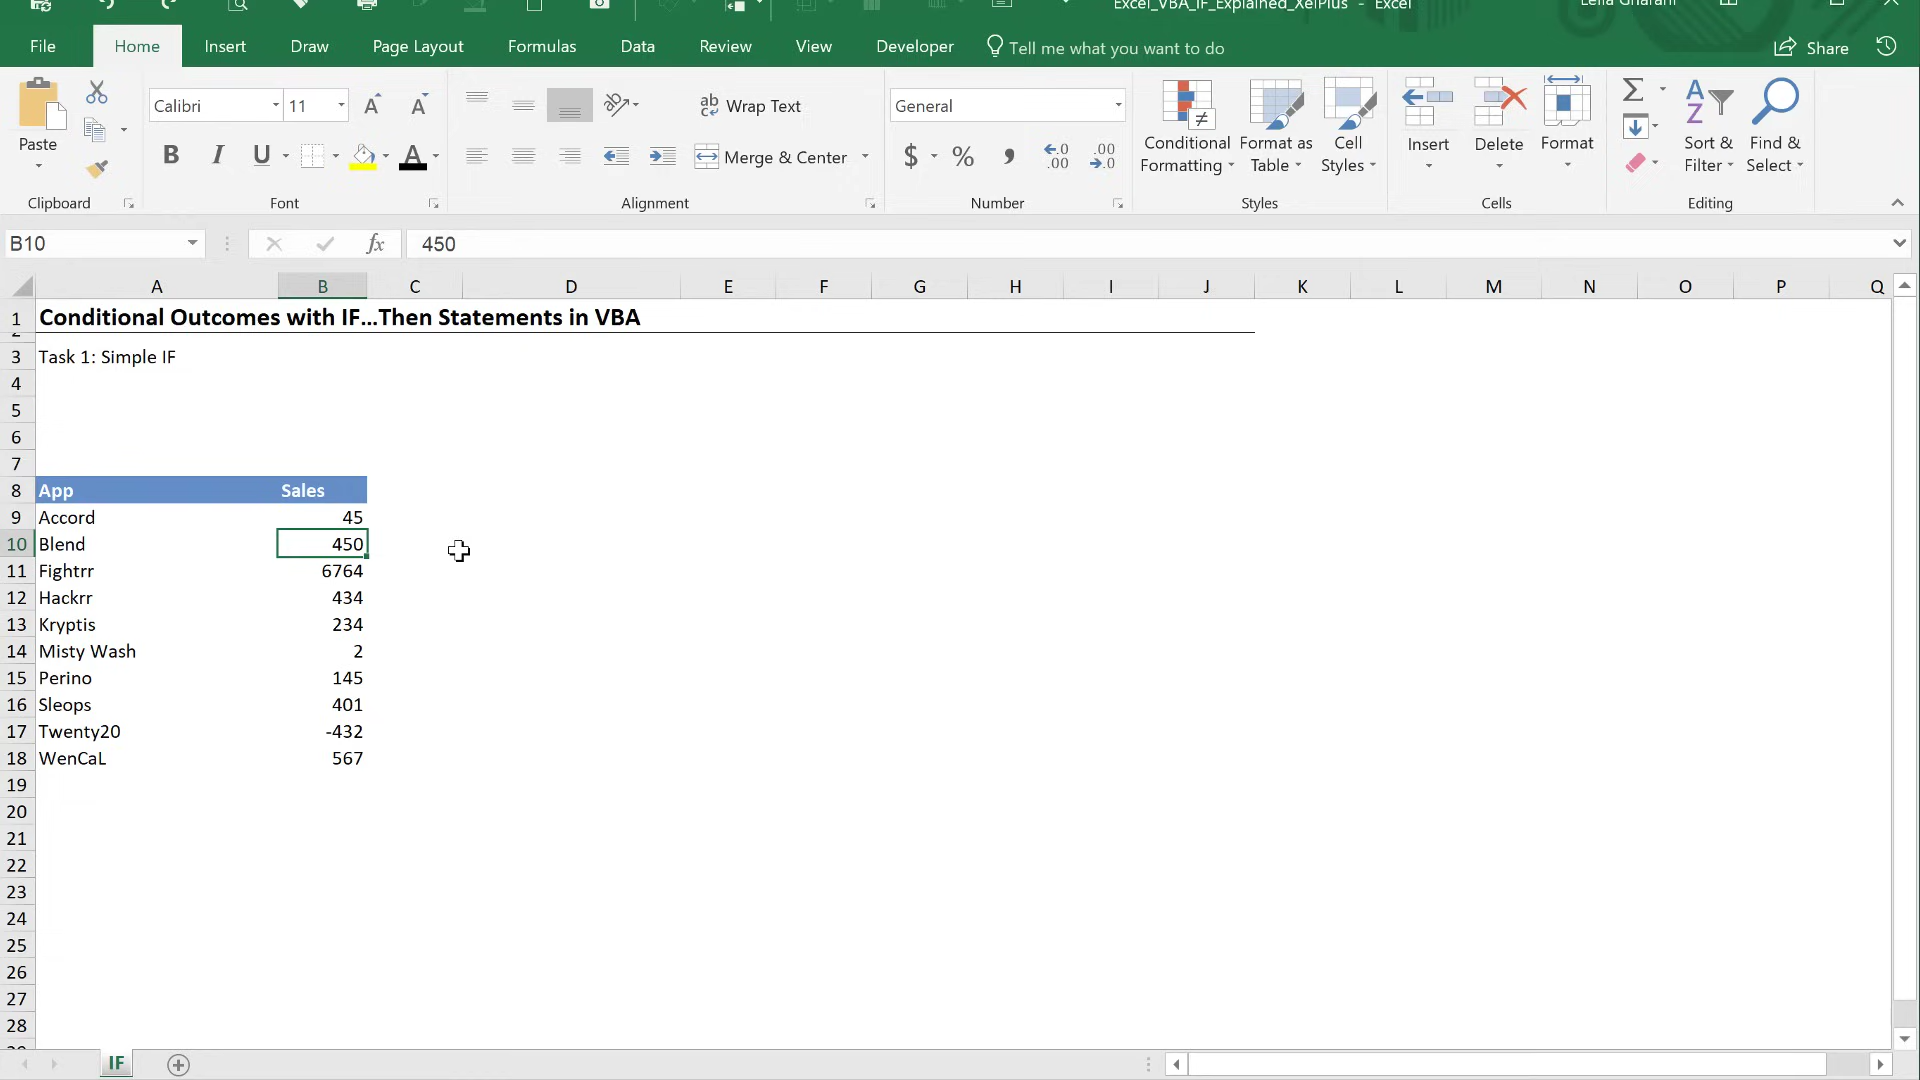 Excel_VBA_IF_Explained_XelPlus - Excel
Leila Gharani
File Home Insert Draw Page Layout Formulas Data Review View Developer Tell me what you want to do Share
Paste
Calibri 11
ab Wrap Text
General
Conditional Formatting
Format as Table
Cell Styles
Insert
Delete
Format
Sort & Filter
Find & Select
B I U A
Merge & Center
$ % , .00
Clipboard Font Alignment Number Styles Cells Editing
B10 fx 450
A B C D E F G H I J K L M N O P Q
1 Conditional Outcomes with IF...Then Statements in VBA
2
3 Task 1: Simple IF
4
5
6
7
8 App Sales
9 Accord 45
10 Blend 450
11 Fightrr 6764
12 Hackrr 434
13 Kryptis 234
14 Misty Wash 2
15 Perino 145
16 Sleops 401
17 Twenty20 -432
18 WenCaL 567
19
20
21
22
23
24
25
26
27
28
IF